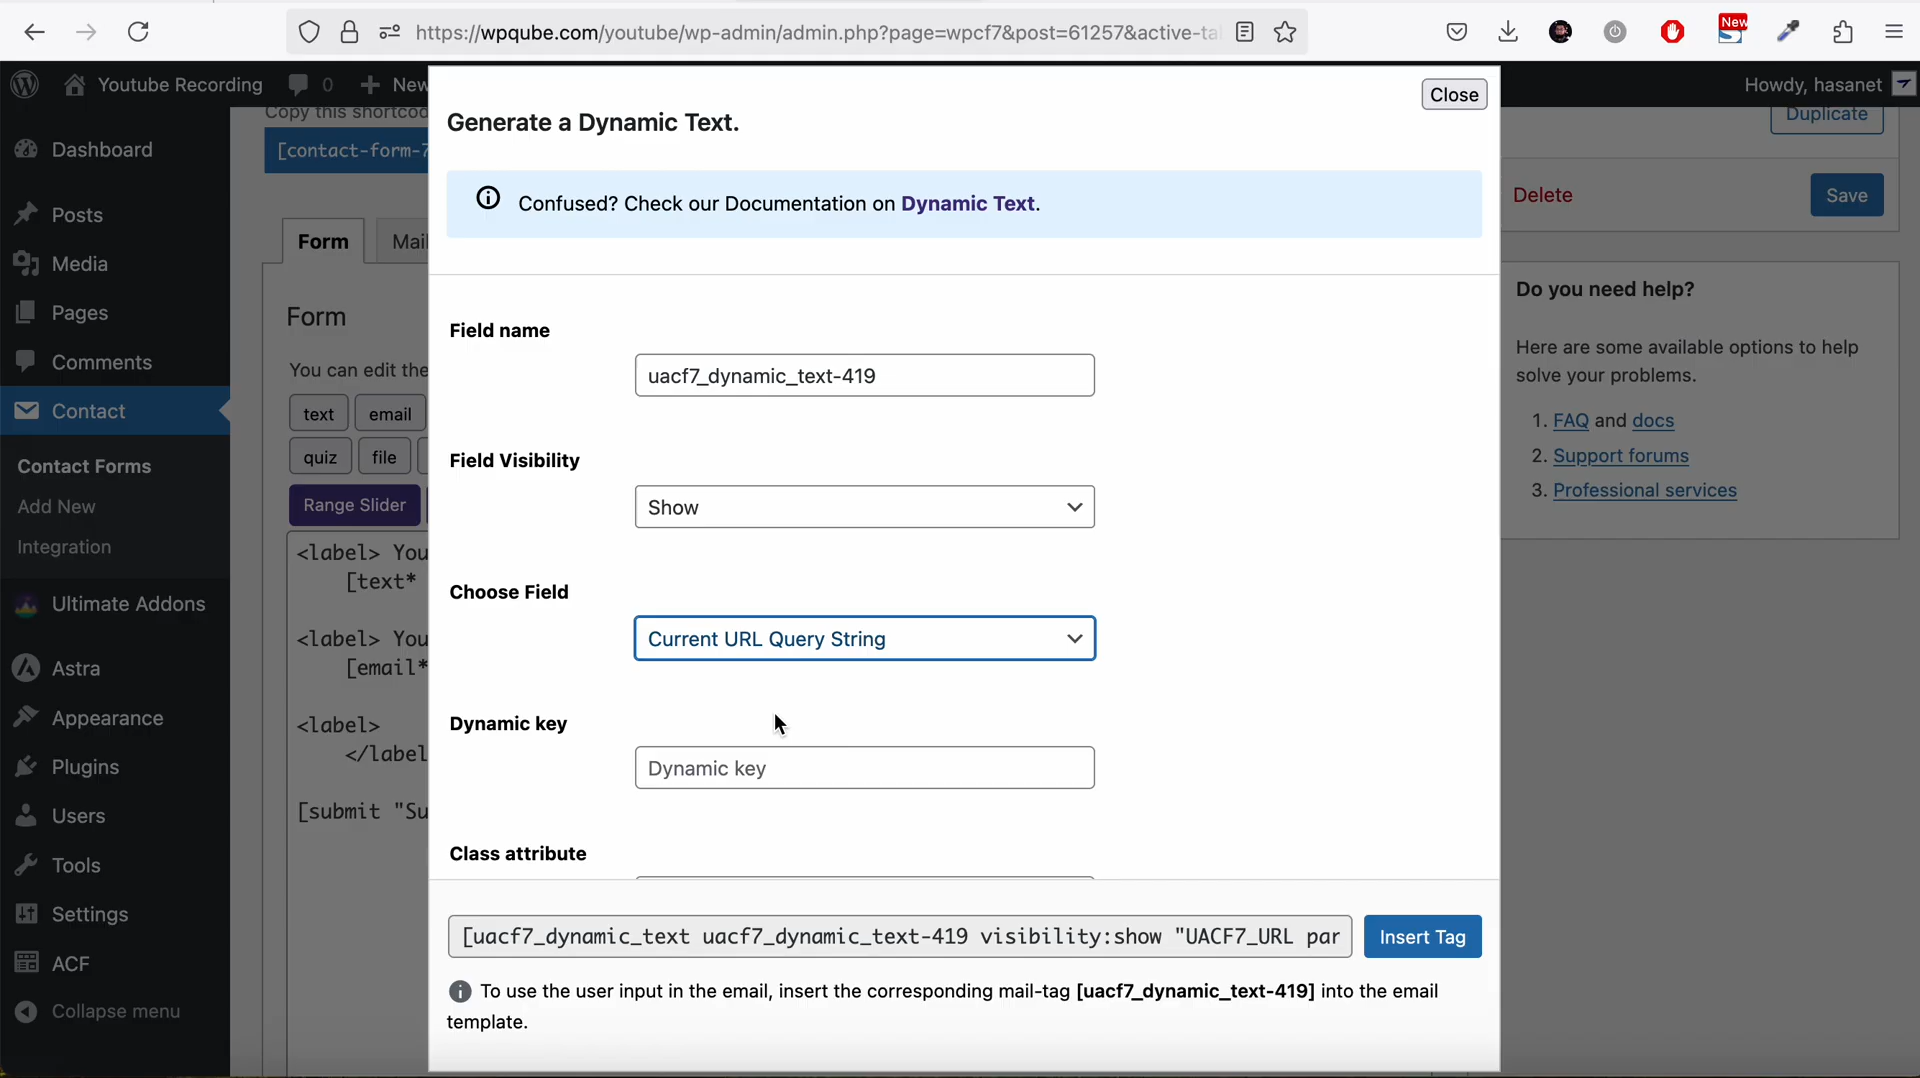 https://wpqube.com/youtube/wp-admin/admin.php?page=wpcf7&post=61257&active-ta
New
Youtube Recording 0 New
Howdy, hasanet
Dashboard
Posts
Media
Pages
Comments
Contact
Contact Forms
Add New
Integration
Ultimate Addons
Astra
Appearance
Plugins
Users
Tools
Settings
ACF
Collapse menu
Copy this shortcod
[contact-form-7
Form Mail
Form
You can edit the
text email
quiz file
Range Slider
<label> You
[text*
<label> You
[email*
<label>
</label
[submit "Su
Close
Generate a Dynamic Text.
Confused? Check our Documentation on Dynamic Text.
Field name
uacf7_dynamic_text-419
Field Visibility
Show
Choose Field
Current URL Query String
Dynamic key
Dynamic key
Class attribute
[uacf7_dynamic_text uacf7_dynamic_text-419 visibility:show "UACF7_URL par
Insert Tag
To use the user input in the email, insert the corresponding mail-tag [uacf7_dynamic_text-419] into the email
template.
Duplicate
Delete
Save
Do you need help?
Here are some available options to help
solve your problems.
1. FAQ and docs
2. Support forums
3. Professional services